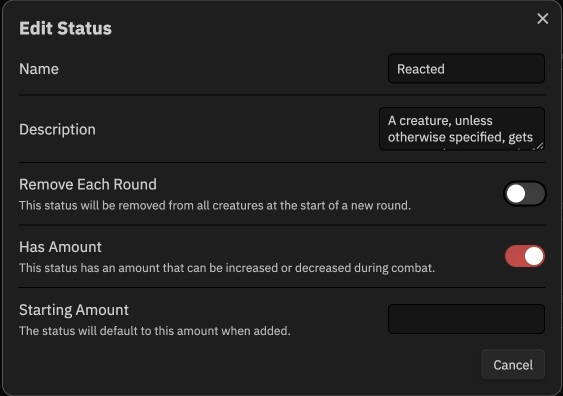 Edit Status
Name
Reacted
Description
A creature, unless
otherwise specified, gets
Remove Each Round
This status will be removed from all creatures at the start of a new round.
Has Amount
This status has an amount that can be increased or decreased during combat.
Starting Amount
The status will default to this amount when added.
Cancel